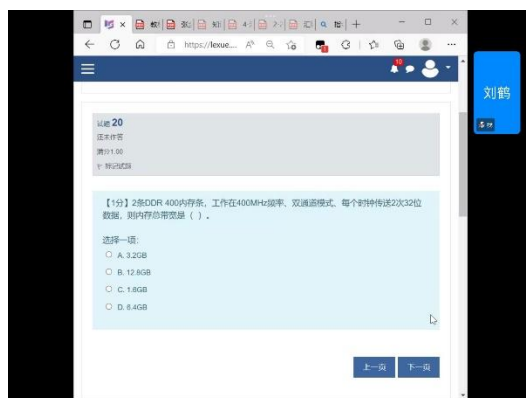 https://lexue....
10
刘鹤
试题 20
还未作答
满分1.00
标记试题
【1分】2条DDR 400内存条，工作在400MHz频率、双通道模式、每个时钟传送2次32位
数据，则内存总带宽是（ ）。
选择一项：
A. 3.2GB
B. 12.8GB
C. 1.6GB
D. 6.4GB
上一页
下一页